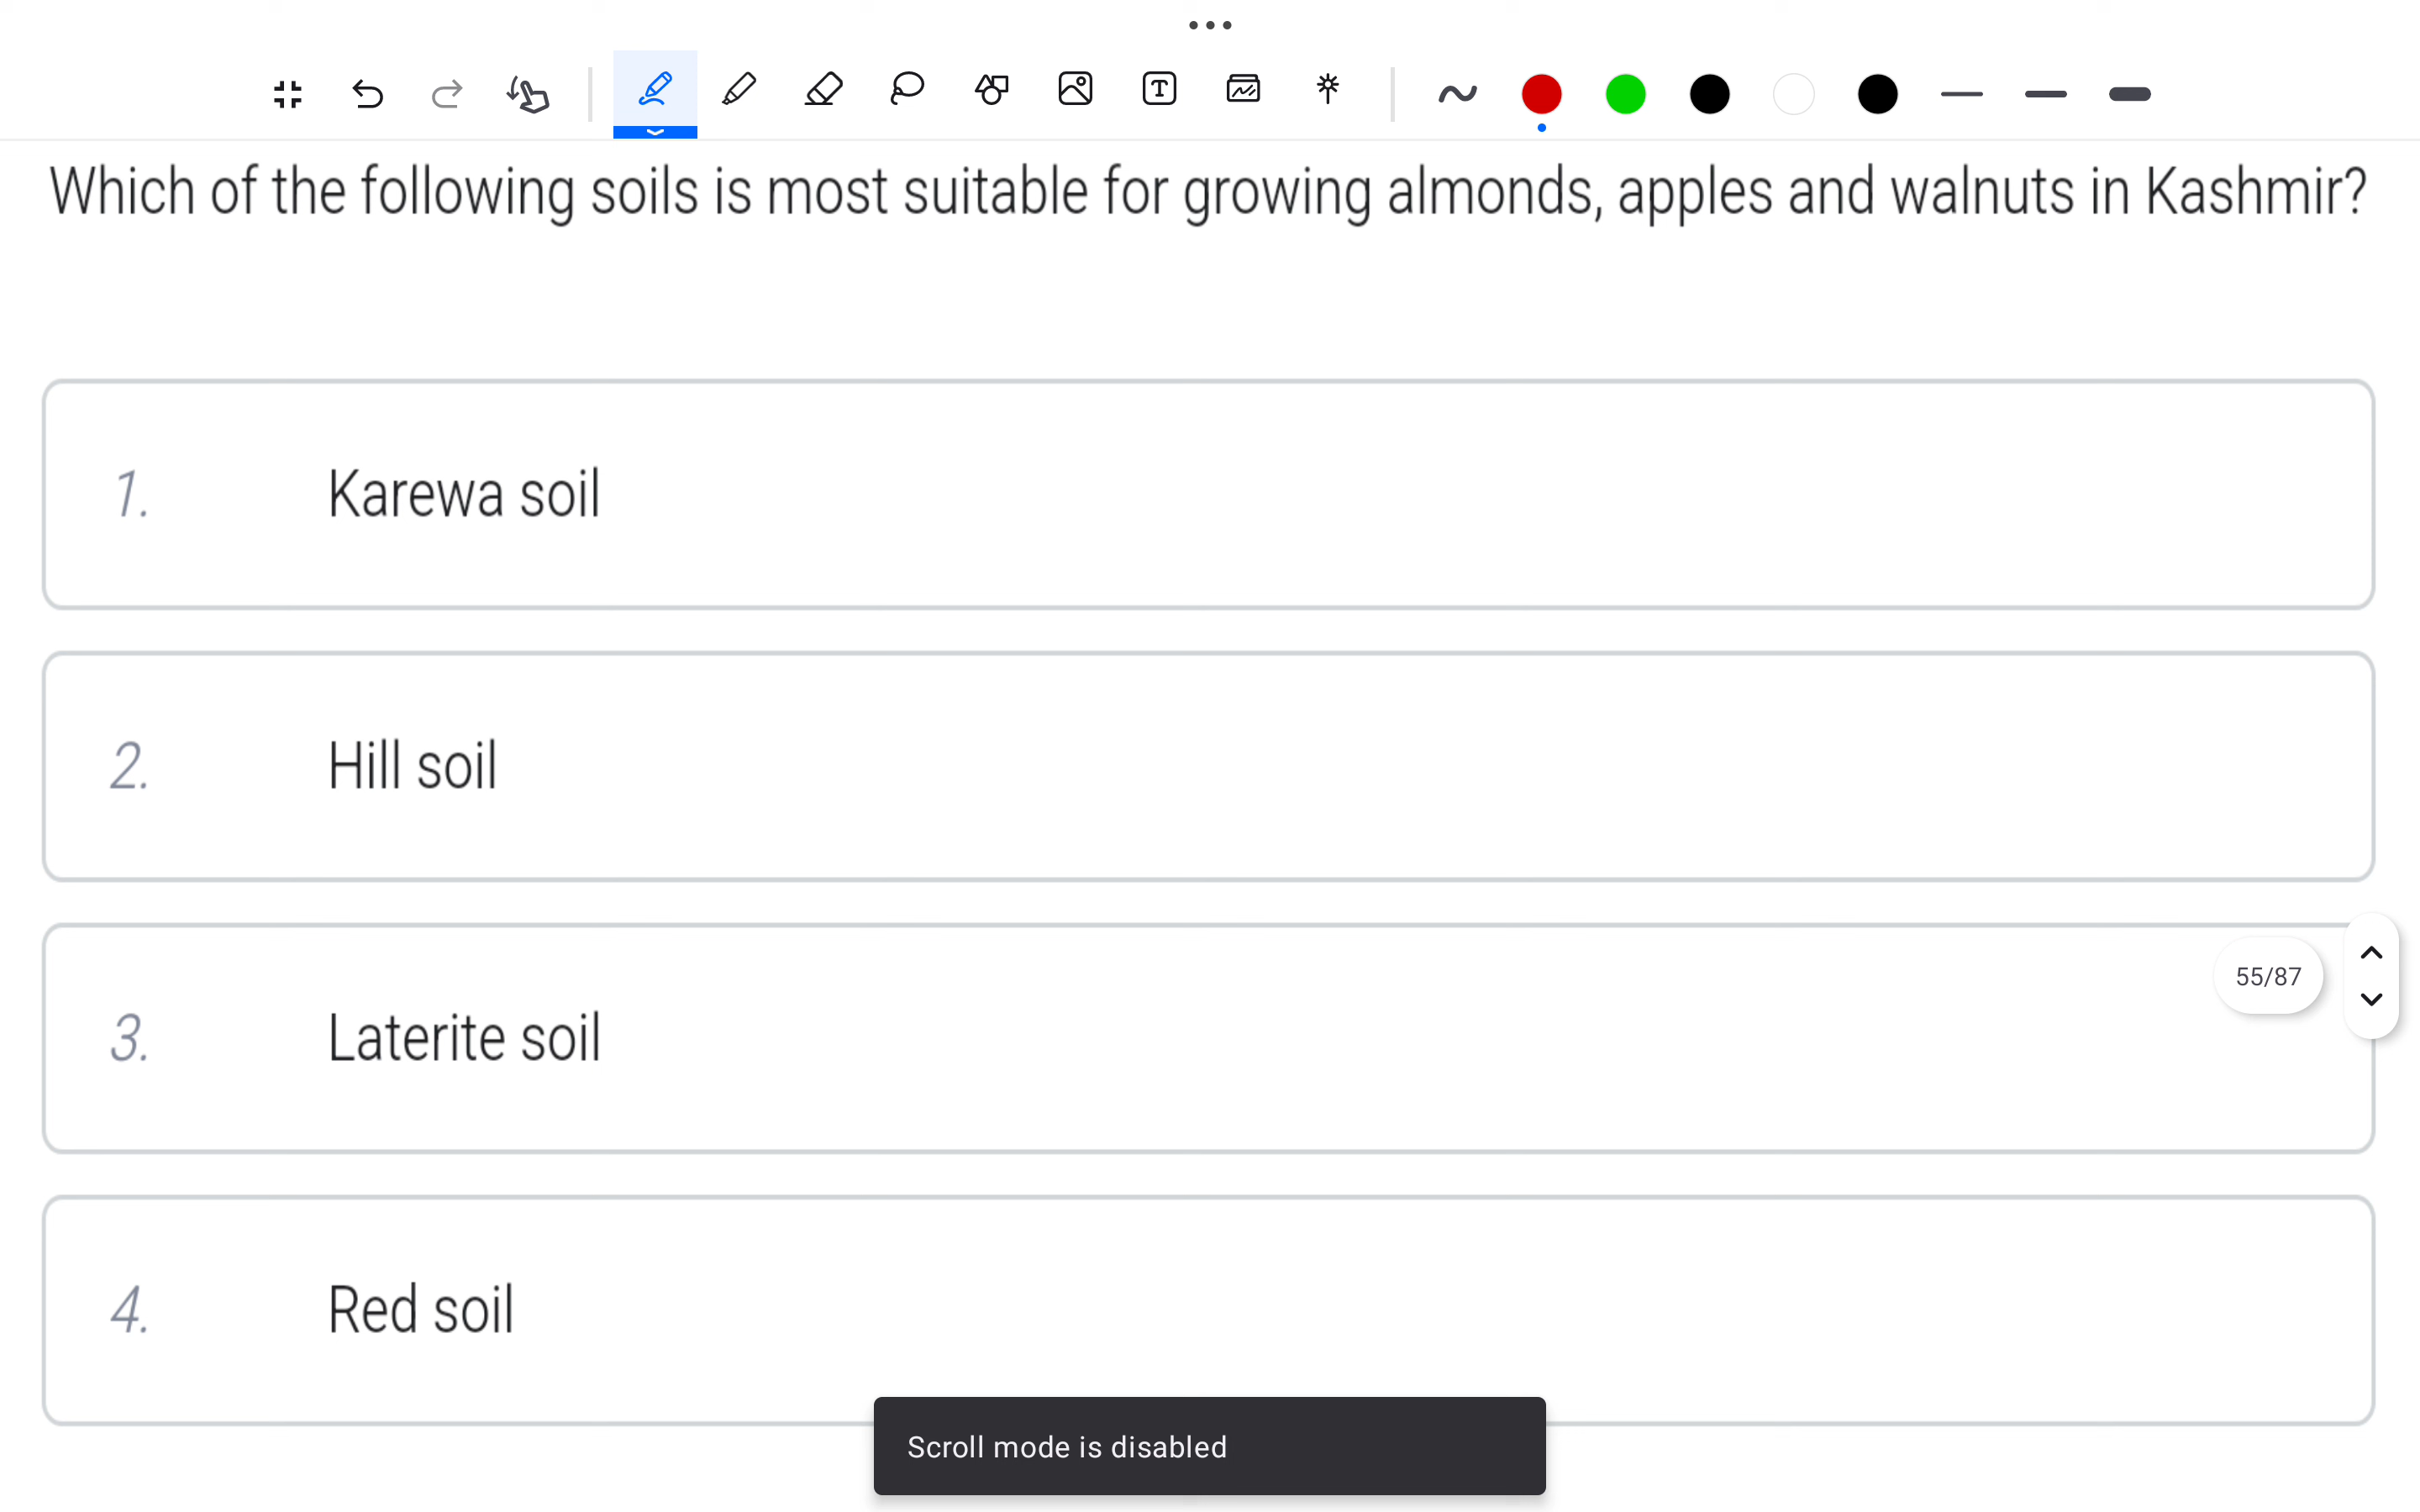 Which of the following soils is most suitable for growing almonds, apples and walnuts in Kashmir?
1. Karewa soil
2. Hill soil
3. Laterite soil
55/87
4. Red soil
Scroll mode is disabled